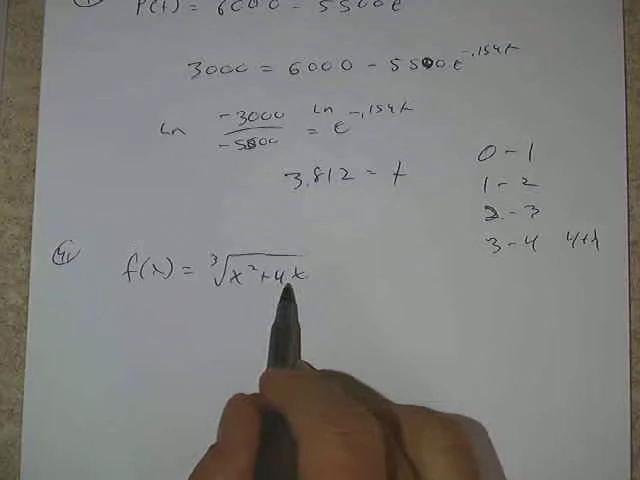 P(t) = 6000 - 5500e
3000 = 6000 - 5500e^-.154t
Ln -3000/-5500 = Ln e^-.154t
3.812 = t
0 - 1
1 - 2
2 - 3
3 - 4 4th
f(x) = ∛(x² + 4x